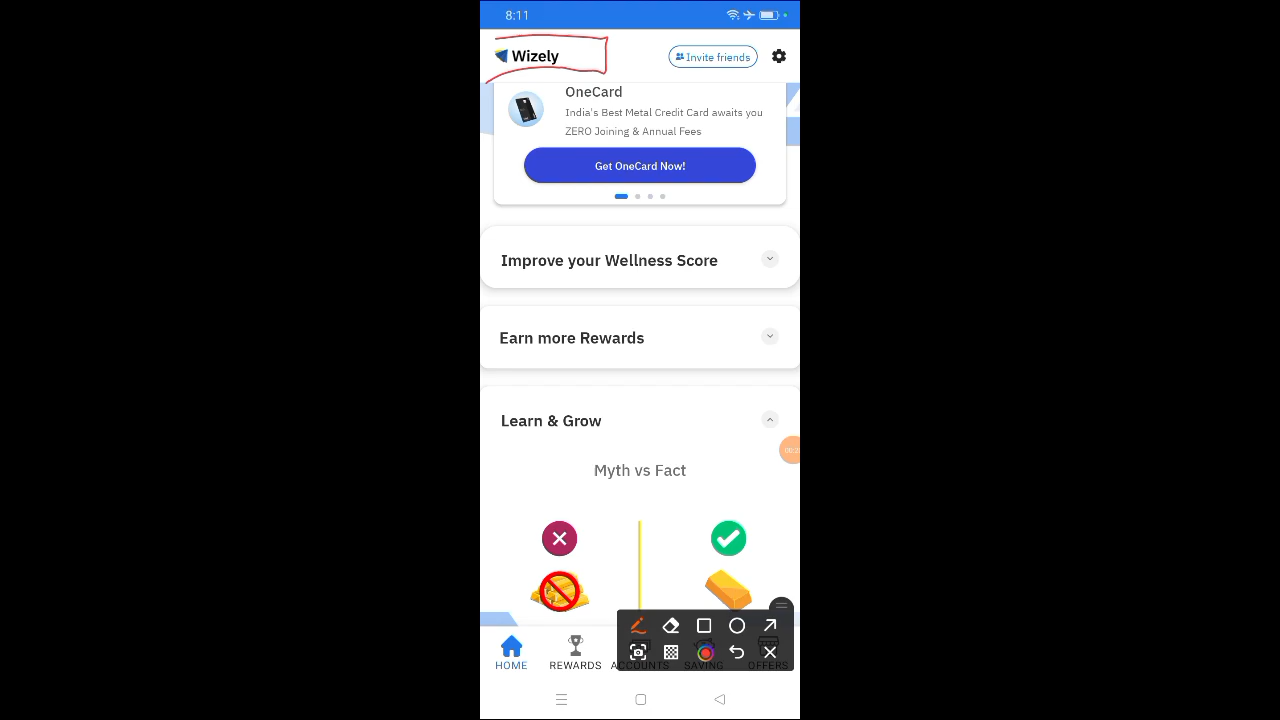 8:11
Wizely
Invite friends
OneCard
India's Best Metal Credit Card awaits you
ZERO Joining & Annual Fees
Get OneCard Now!
Improve your Wellness Score
Earn more Rewards
Learn & Grow
Myth vs Fact
HOME
REWARDS
ACCOUNTS
SAVING
OFFERS